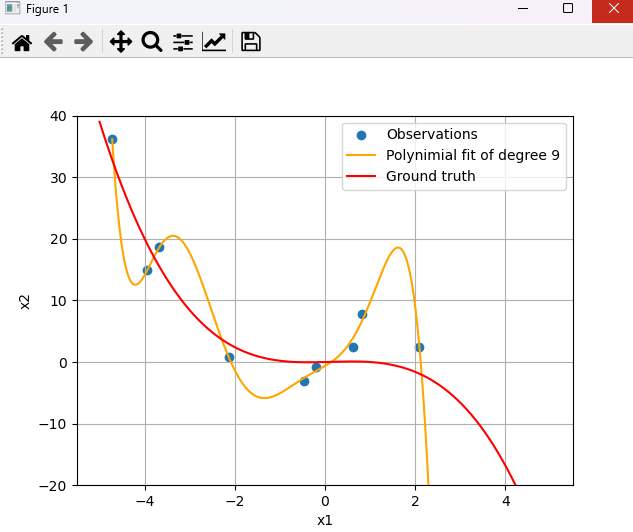 Figure 1
Observations
Polynimial fit of degree 9
Ground truth
40
30
20
10
0
−10
−20
x2
−4
−2
0
2
4
x1